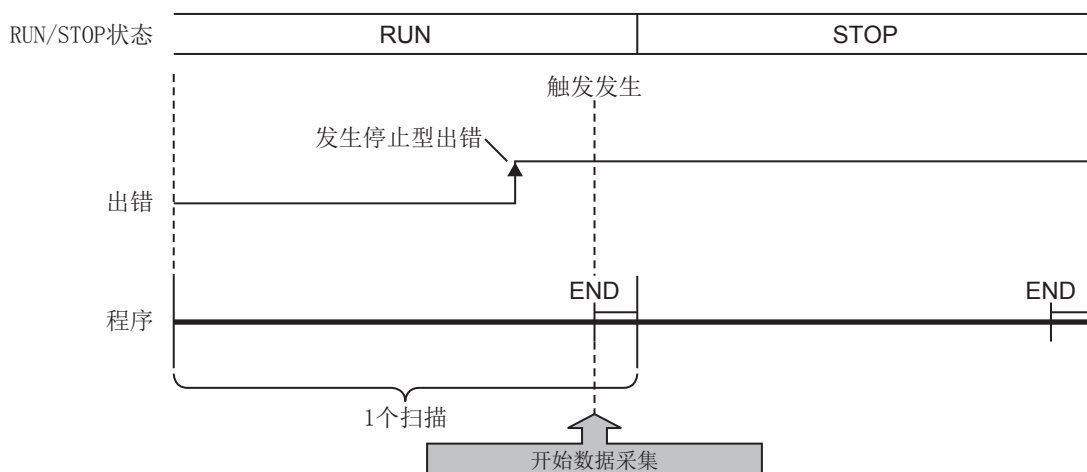 RUN/STOP状态
RUN
STOP
触发发生
发生停止型出错
出错
END
END
程序
1个扫描
开始数据采集